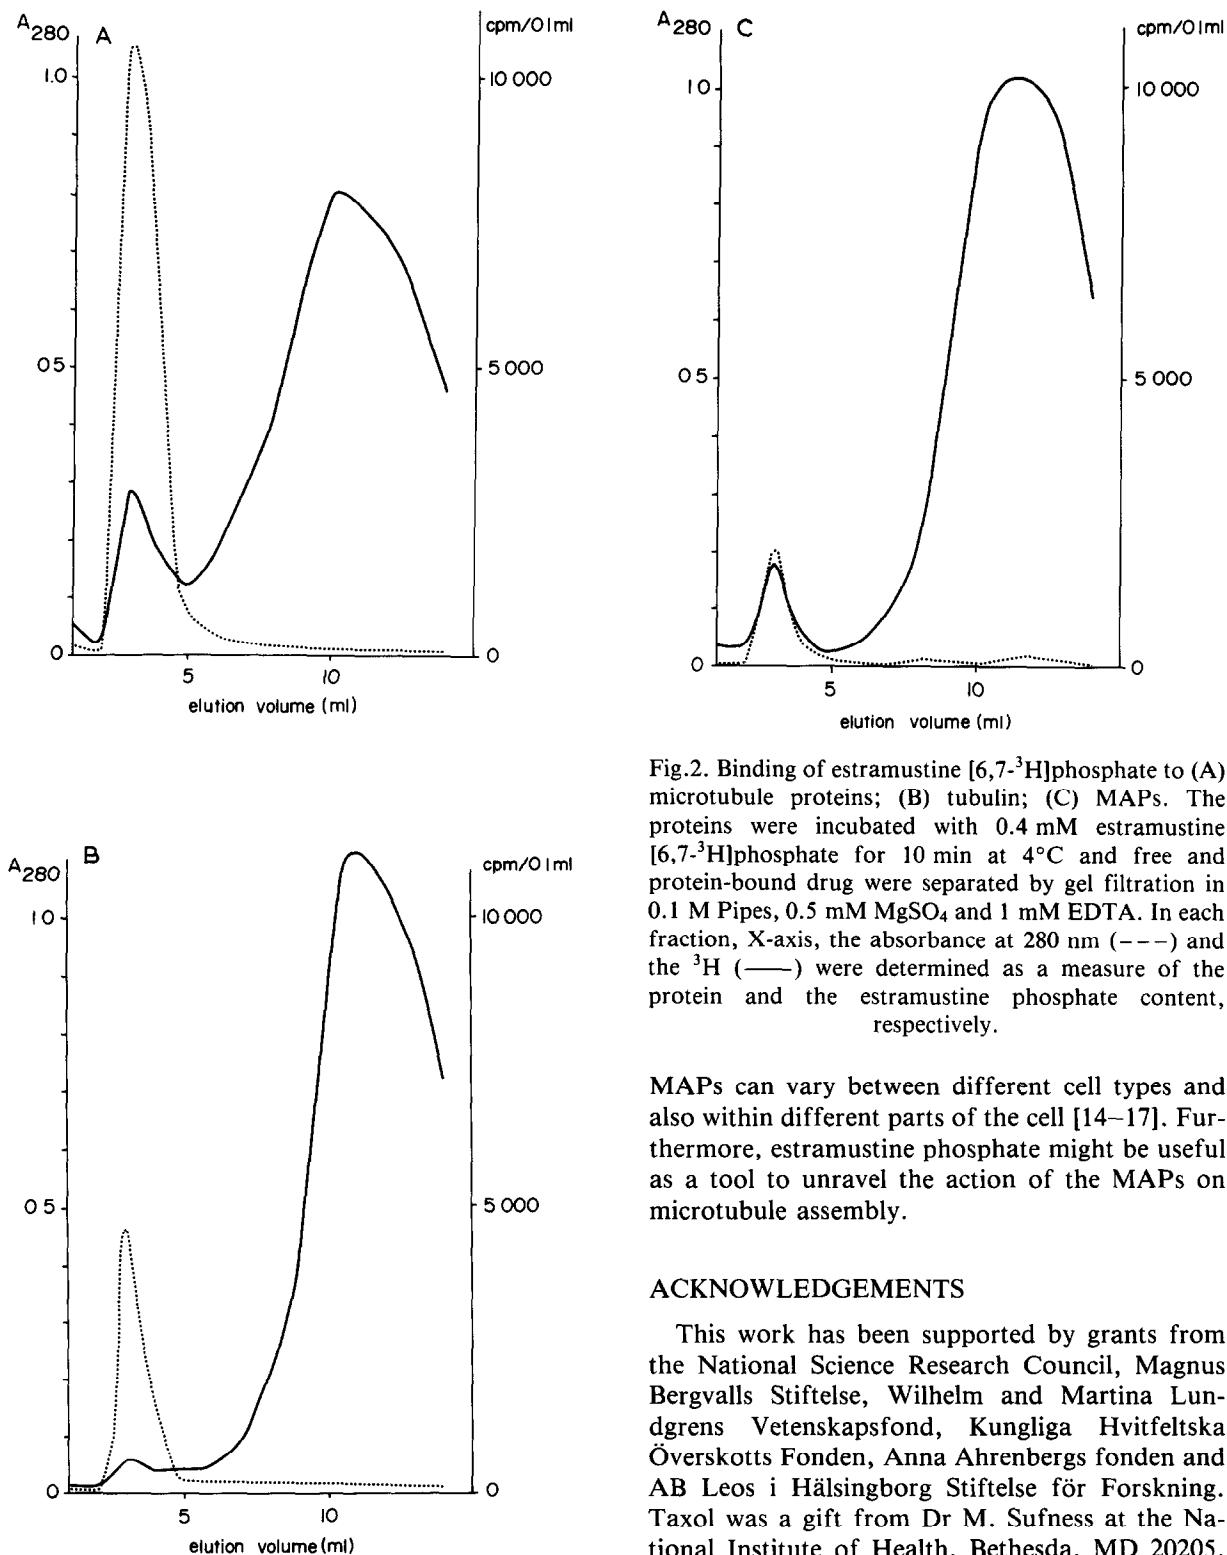 A280 A cpm/0 1 ml
1.0 10 000
0 5 5 000
0 0
5 10
elution volume (ml)
A280 B cpm/0 1 ml
1.0 10 000
0 5 5 000
0 0
5 10
elution volume (ml)
A280 C cpm/0 1 ml
1 0 10 000
0 5 5 000
0 0
5 10
elution volume (ml)
Fig.2. Binding of estramustine [6,7-³H]phosphate to (A)
microtubule proteins; (B) tubulin; (C) MAPs. The
proteins were incubated with 0.4 mM estramustine
[6,7-³H]phosphate for 10 min at 4°C and free and
protein-bound drug were separated by gel filtration in
0.1 M Pipes, 0.5 mM MgSO₄ and 1 mM EDTA. In each
fraction, X-axis, the absorbance at 280 nm (---) and
the ³H (——) were determined as a measure of the
protein and the estramustine phosphate content,
respectively.
MAPs can vary between different cell types and
also within different parts of the cell [14–17]. Fur-
thermore, estramustine phosphate might be useful
as a tool to unravel the action of the MAPs on
microtubule assembly.
ACKNOWLEDGEMENTS
This work has been supported by grants from
the National Science Research Council, Magnus
Bergvalls Stiftelse, Wilhelm and Martina Lun-
dgrens Vetenskapsfond, Kungliga Hvitfeltska
Överskotts Fonden, Anna Ahrenbergs fonden and
AB Leos i Hälsingborg Stiftelse för Forskning.
Taxol was a gift from Dr M. Sufness at the Na-
tional Institute of Health, Bethesda, MD 20205,